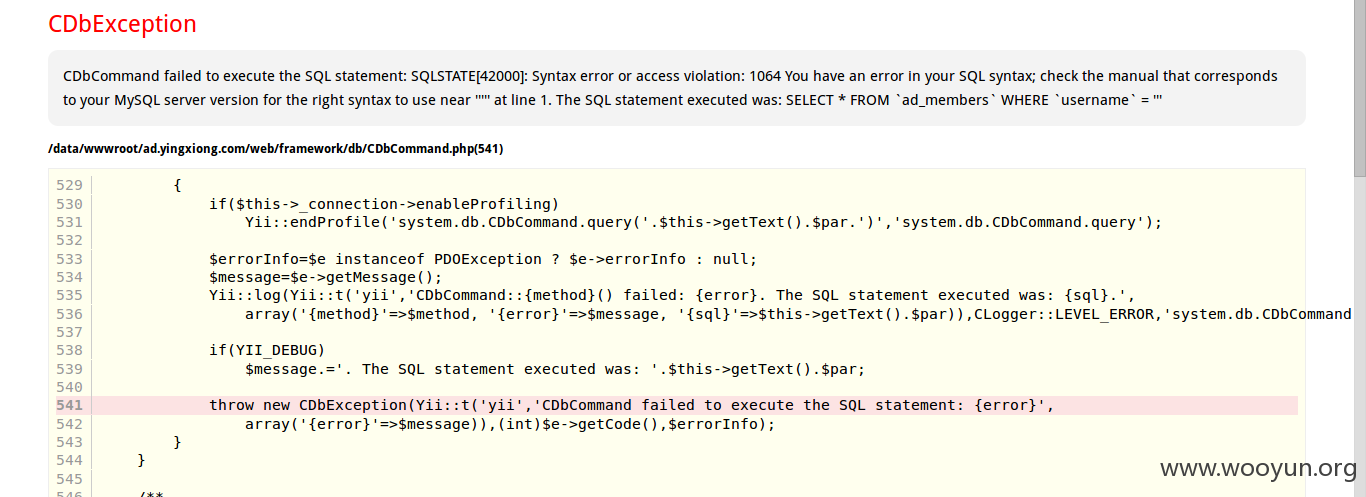 CDbException
CDbCommand failed to execute the SQL statement: SQLSTATE[42000]: Syntax error or access violation: 1064 You have an error in your SQL syntax; check the manual that corresponds
to your MySQL server version for the right syntax to use near ''''' at line 1. The SQL statement executed was: SELECT * FROM `ad_members` WHERE `username` = '''
/data/wwwroot/ad.yingxiong.com/web/framework/db/CDbCommand.php(541)
529 {
530 if($this->_connection->enableProfiling)
531 Yii::endProfile('system.db.CDbCommand.query('.$this->getText().$par.')','system.db.CDbCommand.query');
532
533 $errorInfo=$e instanceof PDOException ? $e->errorInfo : null;
534 $message=$e->getMessage();
535 Yii::log(Yii::t('yii','CDbCommand::{method}() failed: {error}. The SQL statement executed was: {sql}.',
536 array('{method}'=>$method, '{error}'=>$message, '{sql}'=>$this->getText().$par)),CLogger::LEVEL_ERROR,'system.db.CDbCommand
537
538 if(YII_DEBUG)
539 $message.='. The SQL statement executed was: '.$this->getText().$par;
540
541 throw new CDbException(Yii::t('yii','CDbCommand failed to execute the SQL statement: {error}',
542 array('{error}'=>$message)),(int)$e->getCode(),$errorInfo);
543 }
544 }
545
546 /**
www.wooyun.org